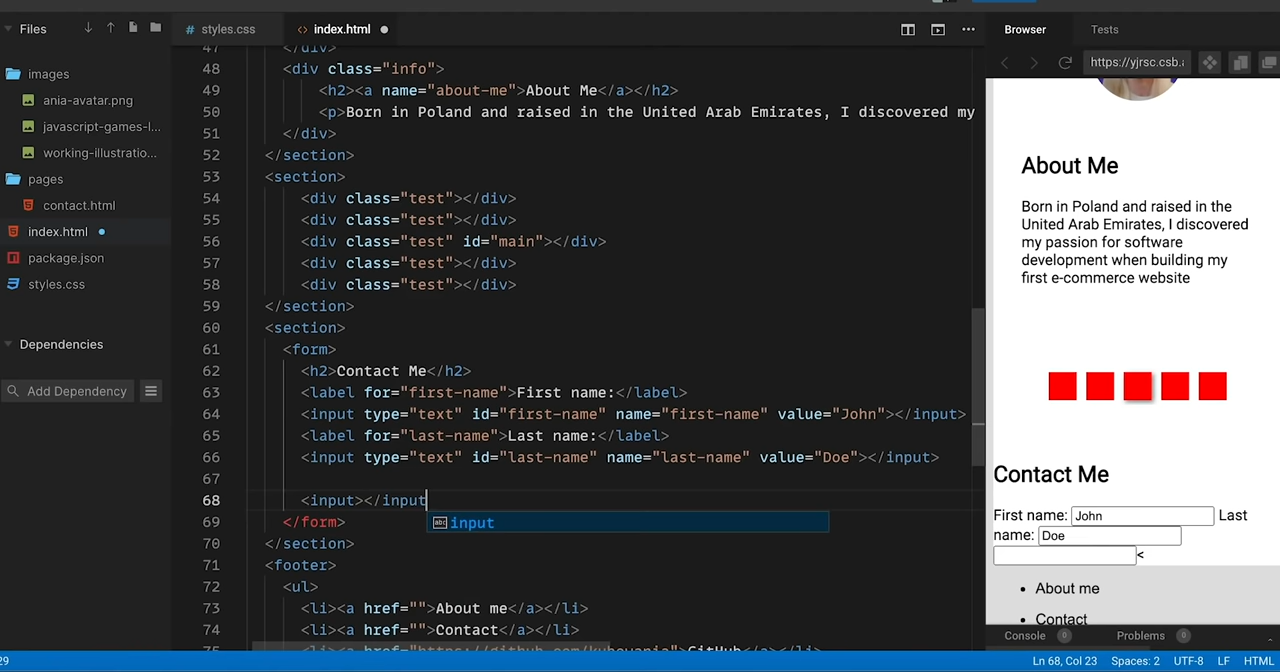 Files
images
ania-avatar.png
javascript-games-l...
working-illustratio...
pages
contact.html
index.html
package.json
styles.css
Dependencies
Add Dependency
# styles.css
<> index.html
47 </div>
48 <div class="info">
49 <h2><a name="about-me">About Me</a></h2>
50 <p>Born in Poland and raised in the United Arab Emirates, I discovered my
51 </div>
52 </section>
53 <section>
54 <div class="test"></div>
55 <div class="test"></div>
56 <div class="test" id="main"></div>
57 <div class="test"></div>
58 <div class="test"></div>
59 </section>
60 <section>
61 <form>
62 <h2>Contact Me</h2>
63 <label for="first-name">First name:</label>
64 <input type="text" id="first-name" name="first-name" value="John"></input>
65 <label for="last-name">Last name:</label>
66 <input type="text" id="last-name" name="last-name" value="Doe"></input>
67
68 <input></input
abc input
69 </form>
70 </section>
71 <footer>
72 <ul>
73 <li><a href="">About me</a></li>
74 <li><a href="">Contact</a></li>
Browser
Tests
https://yjrsc.csb.a
About Me
Born in Poland and raised in the
United Arab Emirates, I discovered
my passion for software
development when building my
first e-commerce website
Contact Me
First name: John Last
name: Doe
<
About me
Contact
Console 0
Problems 0
29
Ln 68, Col 23
Spaces: 2
UTF-8
LF
HTML